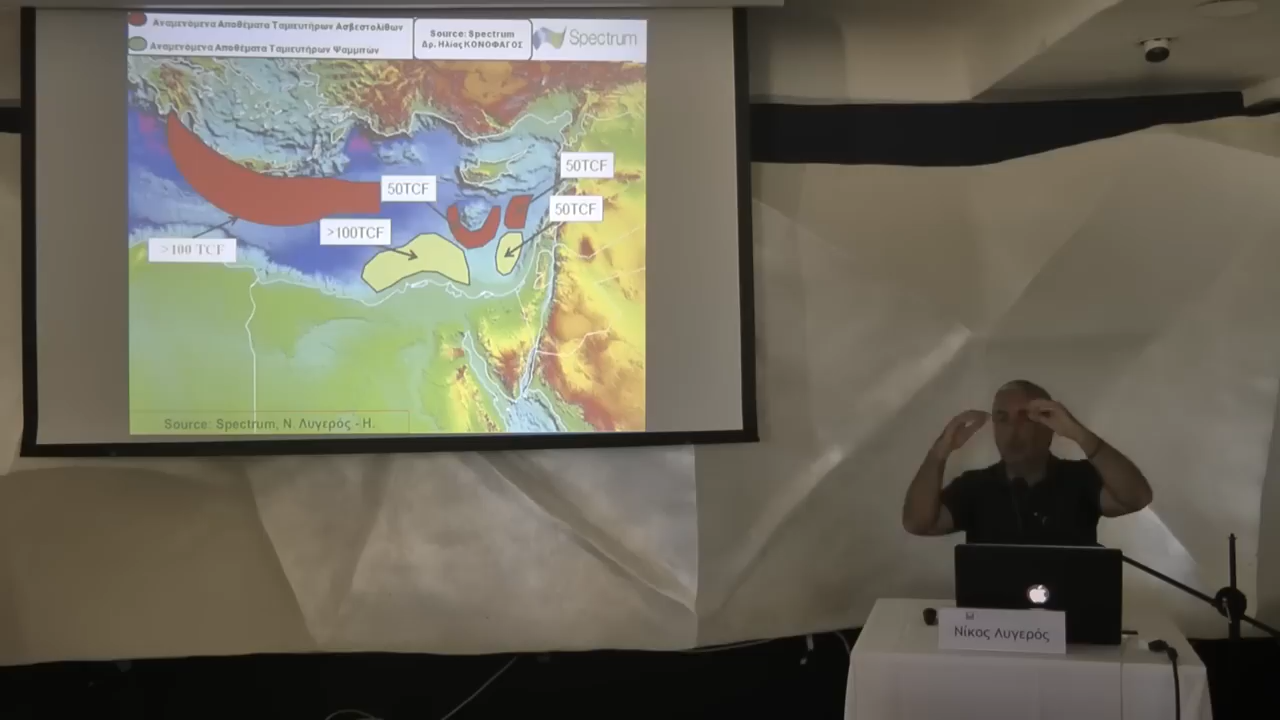 Αναμενόμενα Αποθέματα Ταμιευτήρων Ασβεστολίθων
Αναμενόμενα Αποθέματα Ταμιευτήρων Ψαμμιτών
Source: Spectrum
Δρ. Ηλίας ΚΟΝΟΦΑΓΟΣ
Spectrum
50TCF
50TCF
50TCF
>100TCF
>100 TCF
Source: Spectrum, Ν. Λυγερός - Η.
Νίκος Λυγερός